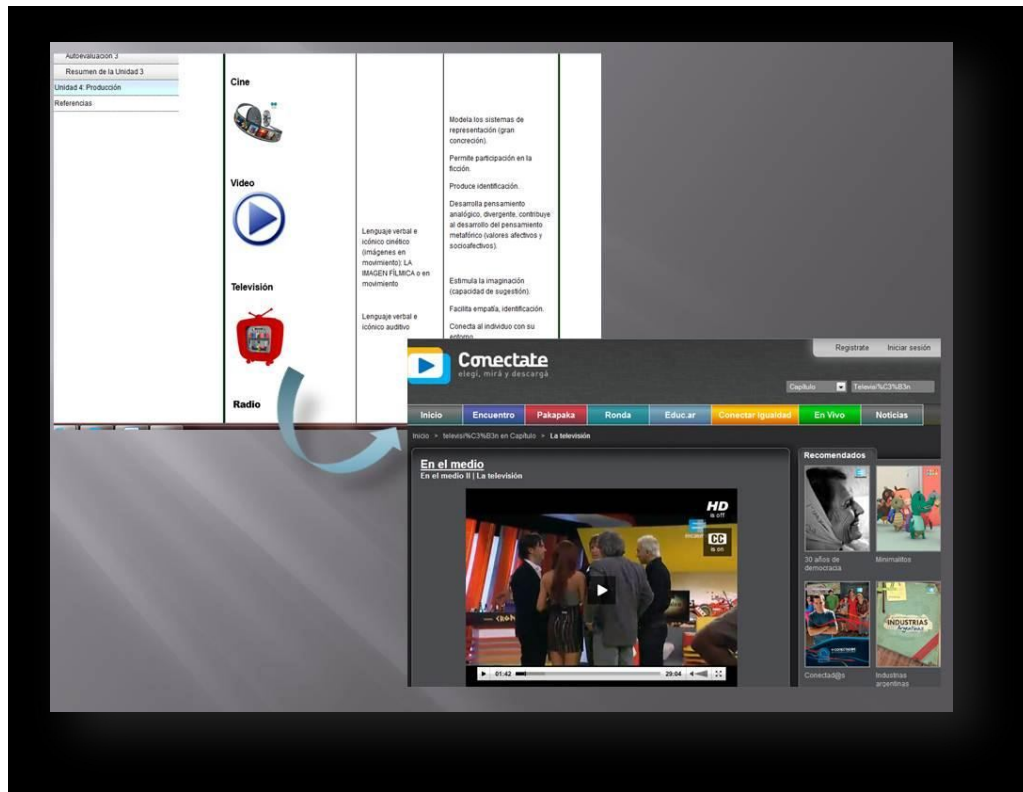 Autoevaluación 3
Resumen de la Unidad 3
Unidad 4: Producción
Referencias
Cine
Video
Televisión
Radio
Lenguaje verbal e
icónico cinético
(imágenes en
movimiento): LA
IMAGEN FÍLMICA o en
movimiento
Lenguaje verbal e
icónico auditivo
Modela los sistemas de
representación (gran
concreción).
Permite participación en la
ficción.
Produce identificación.
Desarrolla pensamiento
analógico, divergente, contribuye
al desarrollo del pensamiento
metafórico (valores afectivos y
socioafectivos).
Estimula la imaginación
(capacidad de sugestión).
Facilita empatía, identificación.
Conecta al individuo con su
entorno
Conectate
elegí, mirá y descargá
Registrate Iniciar sesión
Capítulo Televisi%C3%B3n
Inicio Encuentro Pakapaka Ronda Educ.ar Conectar Igualdad En Vivo Noticias
Inicio > televisi%C3%B3n en Capítulo > La televisión
En el medio
En el medio II | La televisión
HD
is off
CC
is on
01:42 29:04
Recomendados
30 años de
democracia
Minimalitos
INDUSTRIAS
Argentinas
Conectad@s
Industrias
argentinas